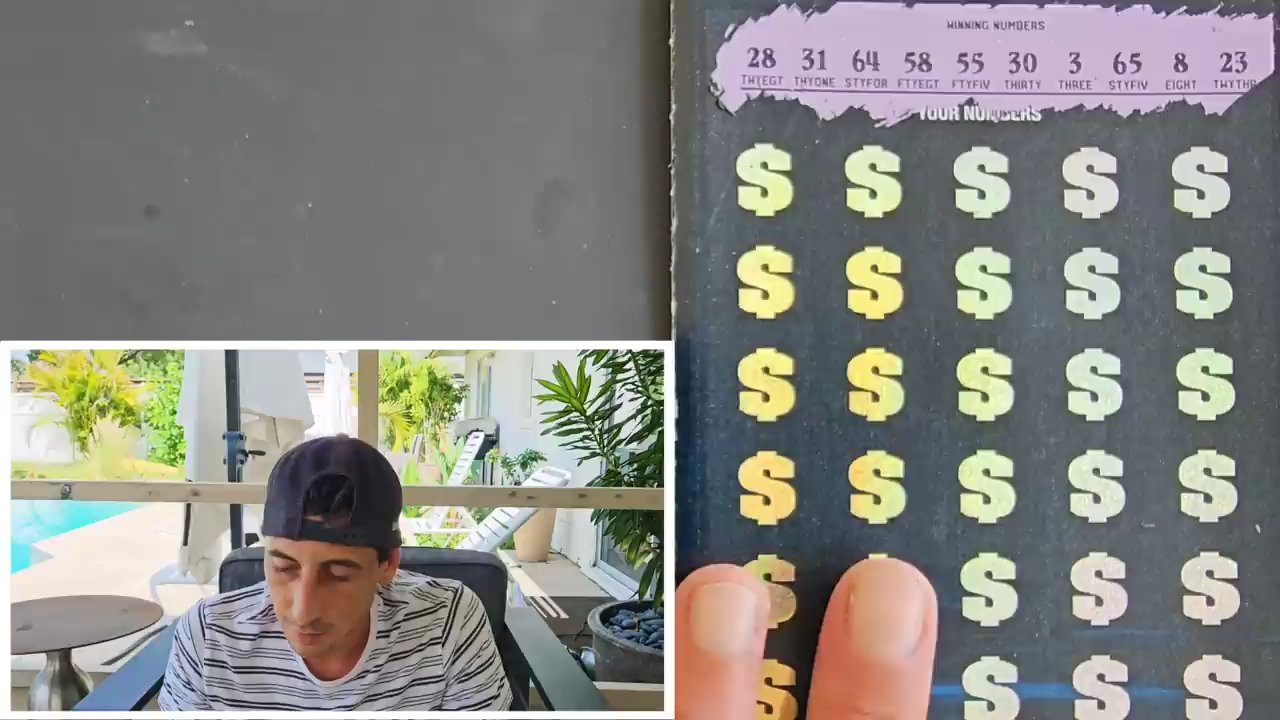 WINNING NUMBERS
28 31 64 58 55 30 3 65 8 23
THYEGT THYONE STYFOR FTYEGT FTYFIV THIRTY THREE STYFIV EIGHT TWYTHR
YOUR NUMBERS
$ $ $ $ $
$ $ $ $ $
$ $ $ $ $
$ $ $ $ $
$ $ $ $
$ $ $ $